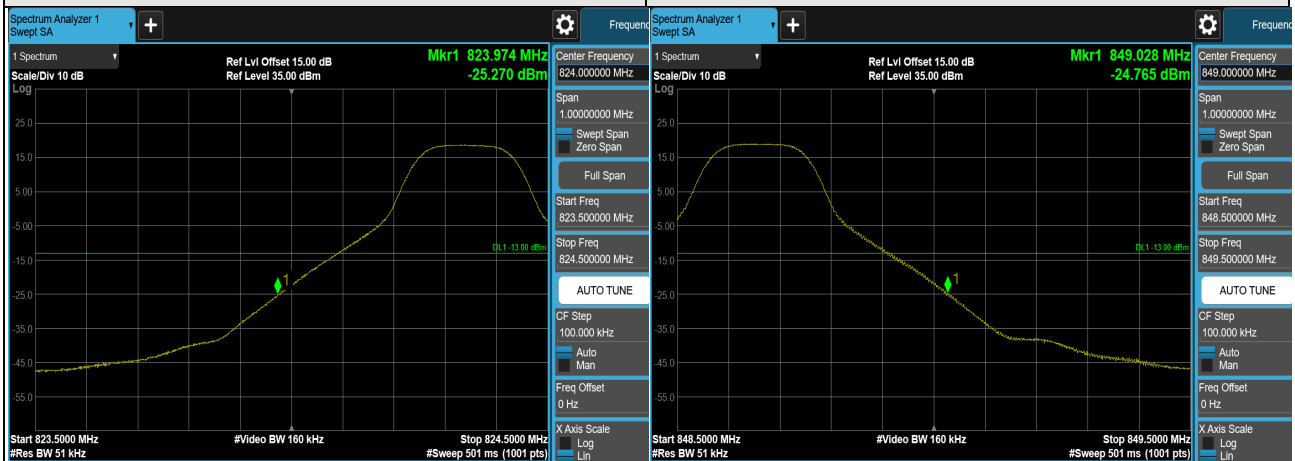 Spectrum Analyzer 1
Swept SA
+
Frequenc
1 Spectrum
Scale/Div 10 dB
Log
Ref Lvl Offset 15.00 dB
Ref Level 35.00 dBm
Mkr1 823.974 MHz
-25.270 dBm
25.0
15.0
5.00
-5.00
-15.0
-25.0
-35.0
-45.0
-55.0
DL1 -13.00 dBm
1
Start 823.5000 MHz
#Res BW 51 kHz
#Video BW 160 kHz
Stop 824.5000 MHz
#Sweep 501 ms (1001 pts)
Center Frequency
824.000000 MHz
Span
1.00000000 MHz
Swept Span
Zero Span
Full Span
Start Freq
823.500000 MHz
Stop Freq
824.500000 MHz
AUTO TUNE
CF Step
100.000 kHz
Auto
Man
Freq Offset
0 Hz
X Axis Scale
Log
Lin
Spectrum Analyzer 1
Swept SA
+
Frequenc
1 Spectrum
Scale/Div 10 dB
Log
Ref Lvl Offset 15.00 dB
Ref Level 35.00 dBm
Mkr1 849.028 MHz
-24.765 dBm
25.0
15.0
5.00
-5.00
-15.0
-25.0
-35.0
-45.0
-55.0
DL1 -13.00 dBm
1
Start 848.5000 MHz
#Res BW 51 kHz
#Video BW 160 kHz
Stop 849.5000 MHz
#Sweep 501 ms (1001 pts)
Center Frequency
849.000000 MHz
Span
1.00000000 MHz
Swept Span
Zero Span
Full Span
Start Freq
848.500000 MHz
Stop Freq
849.500000 MHz
AUTO TUNE
CF Step
100.000 kHz
Auto
Man
Freq Offset
0 Hz
X Axis Scale
Log
Lin